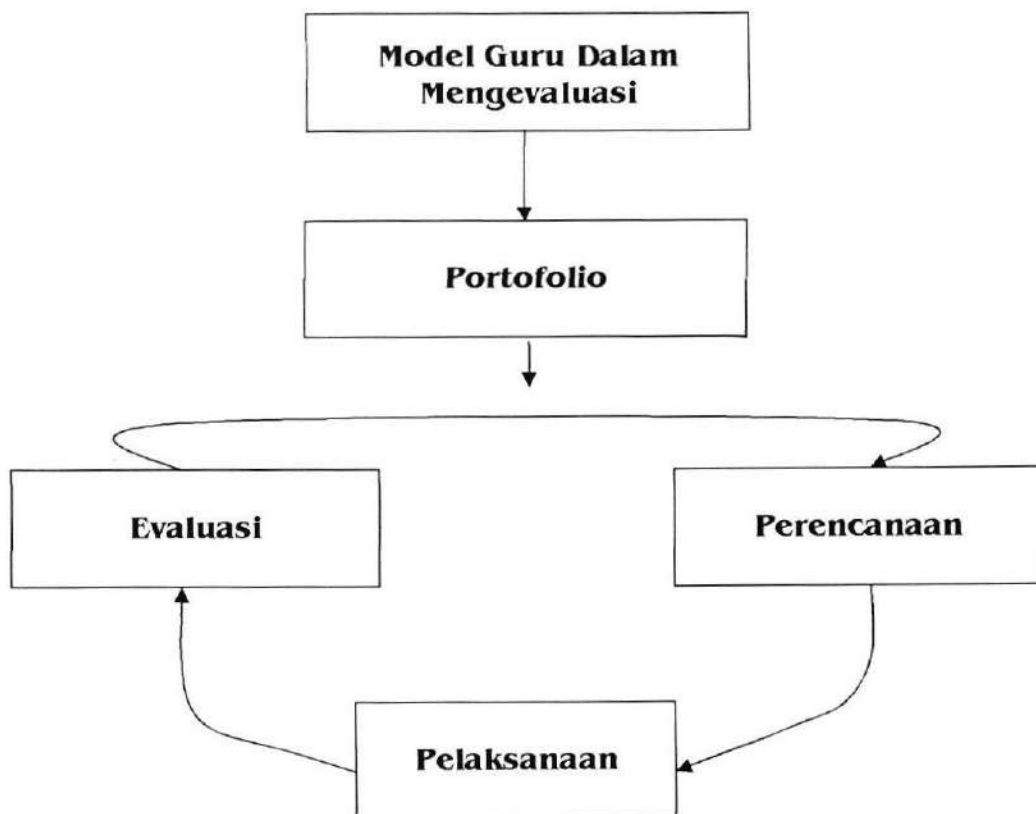 Model Guru Dalam
Mengevaluasi
Portofolio
Evaluasi
Perencanaan
Pelaksanaan